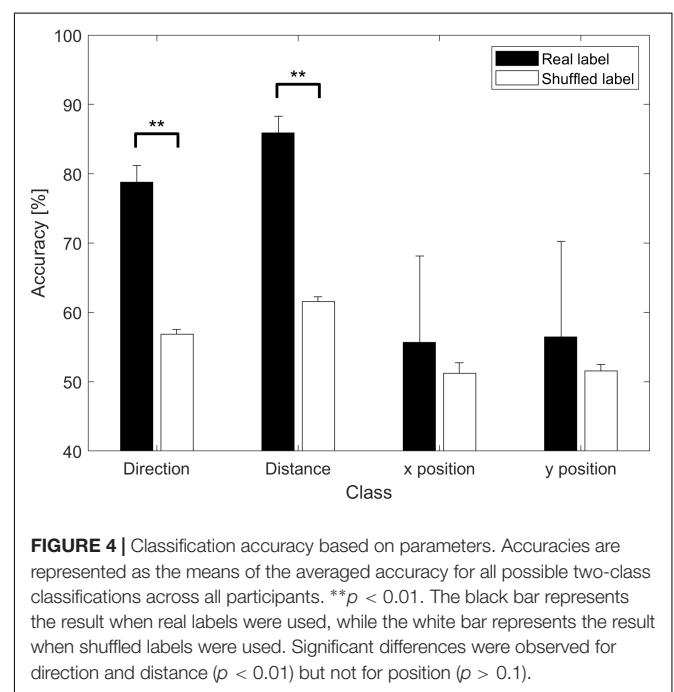 100
90
80
70
60
50
40
Accuracy [%]
Real label
Shuffled label
**
**
Direction
Distance
x position
y position
Class
FIGURE 4 | Classification accuracy based on parameters. Accuracies are
represented as the means of the averaged accuracy for all possible two-class
classifications across all participants. **p < 0.01. The black bar represents
the result when real labels were used, while the white bar represents the result
when shuffled labels were used. Significant differences were observed for
direction and distance (p < 0.01) but not for position (p > 0.1).